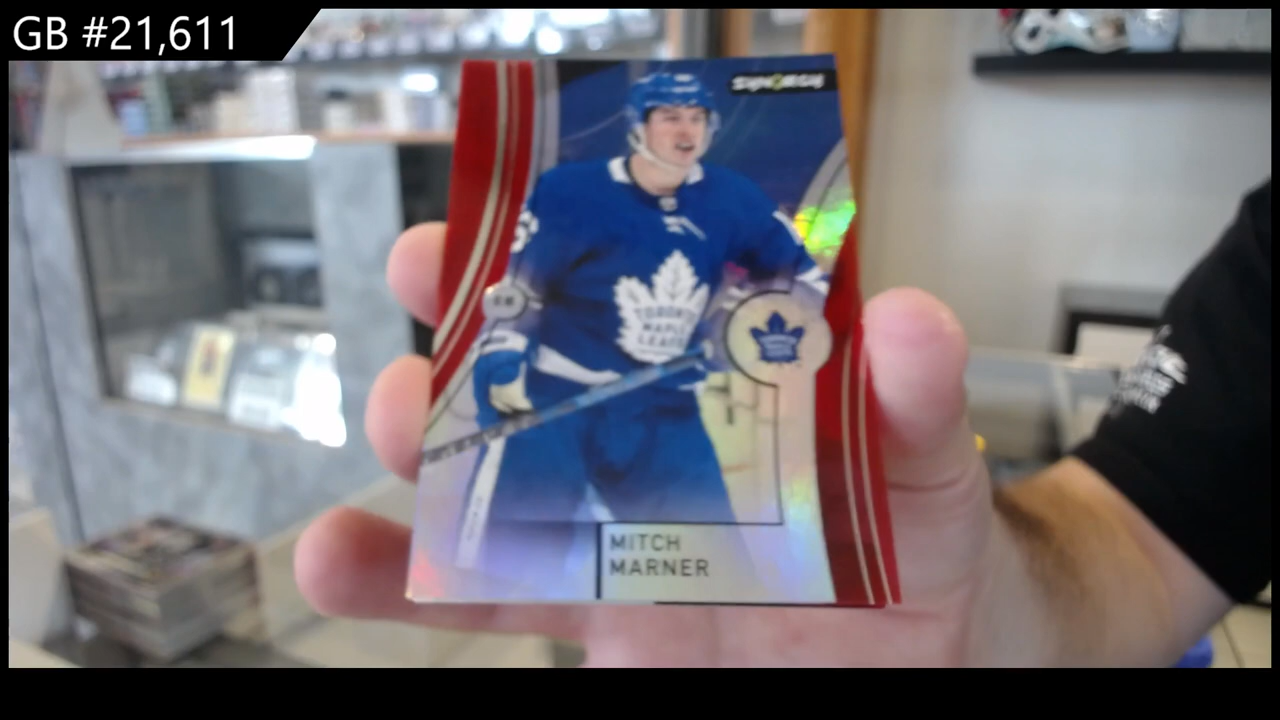 GB #21,611
SYNERGY
TORONTO
MAPLE
LEAFS
MITCH
MARNER